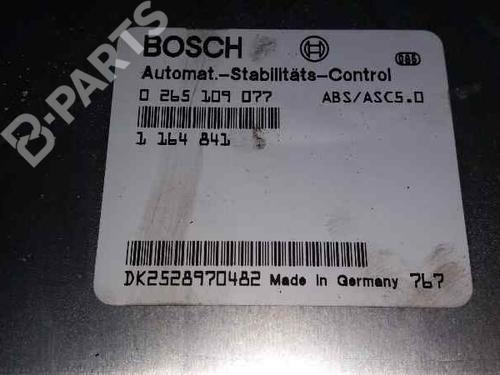 B-PARTS
BOSCH
Automat.-Stabilitäts-Control
0 265 109 077 ABS/ASC5.0
1 164 841
DK2528970482 Made in Germany 767